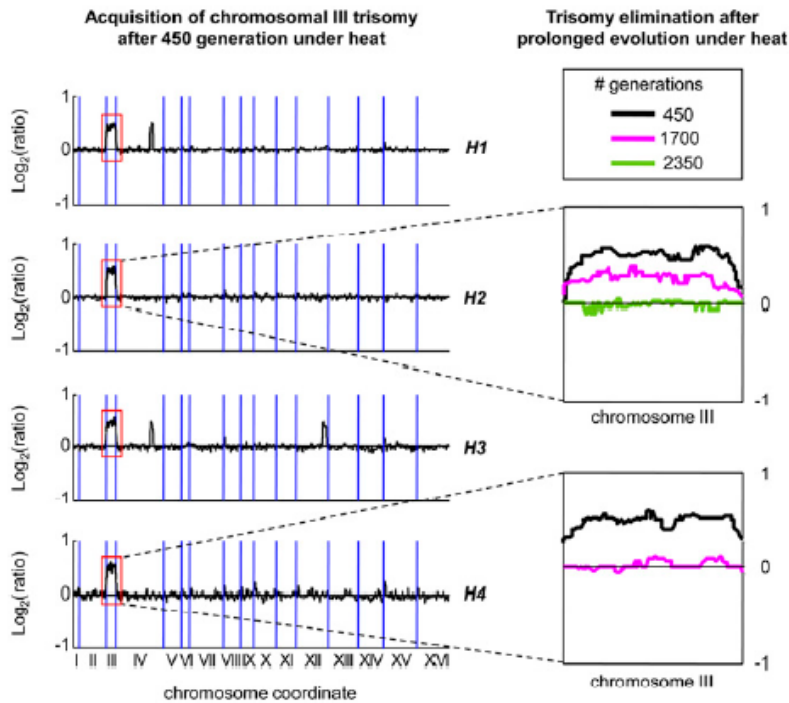 Acquisition of chromosomal III trisomy
after 450 generation under heat
Trisomy elimination after
prolonged evolution under heat
1
0
-1
Log2(ratio)
H1
1
0
-1
Log2(ratio)
H2
1
0
-1
Log2(ratio)
H3
1
0
-1
Log2(ratio)
H4
I II III IV V VI VII VIII IX X XI XII XIII XIV XV XVI
chromosome coordinate
# generations
450
1700
2350
1
0
-1
chromosome III
1
0
-1
chromosome III